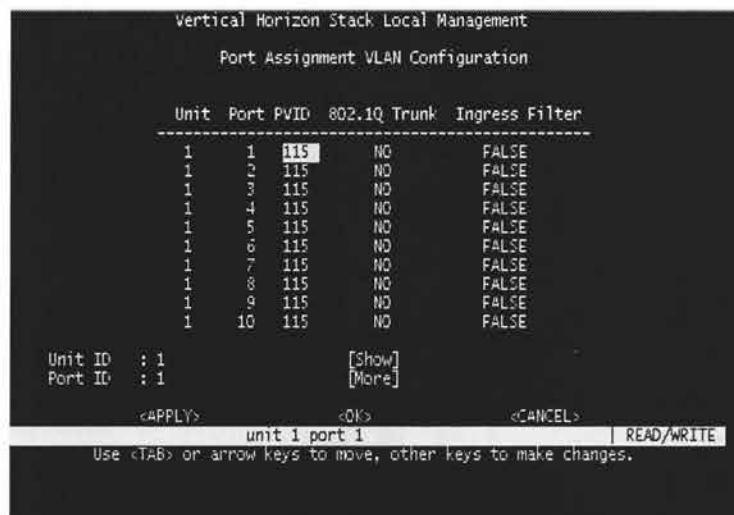 Vertical Horizon Stack Local Management
Port Assignment VLAN Configuration
Unit Port PVID 802.1Q Trunk Ingress Filter
1 1 115 NO FALSE
1 2 115 NO FALSE
1 3 115 NO FALSE
1 4 115 NO FALSE
1 5 115 NO FALSE
1 6 115 NO FALSE
1 7 115 NO FALSE
1 8 115 NO FALSE
1 9 115 NO FALSE
1 10 115 NO FALSE
Unit ID : 1 [Show]
Port ID : 1 [More]
<APPLY> <OK> <CANCEL>
unit 1 port 1 | READ/WRITE
Use <TAB> or arrow keys to move, other keys to make changes.